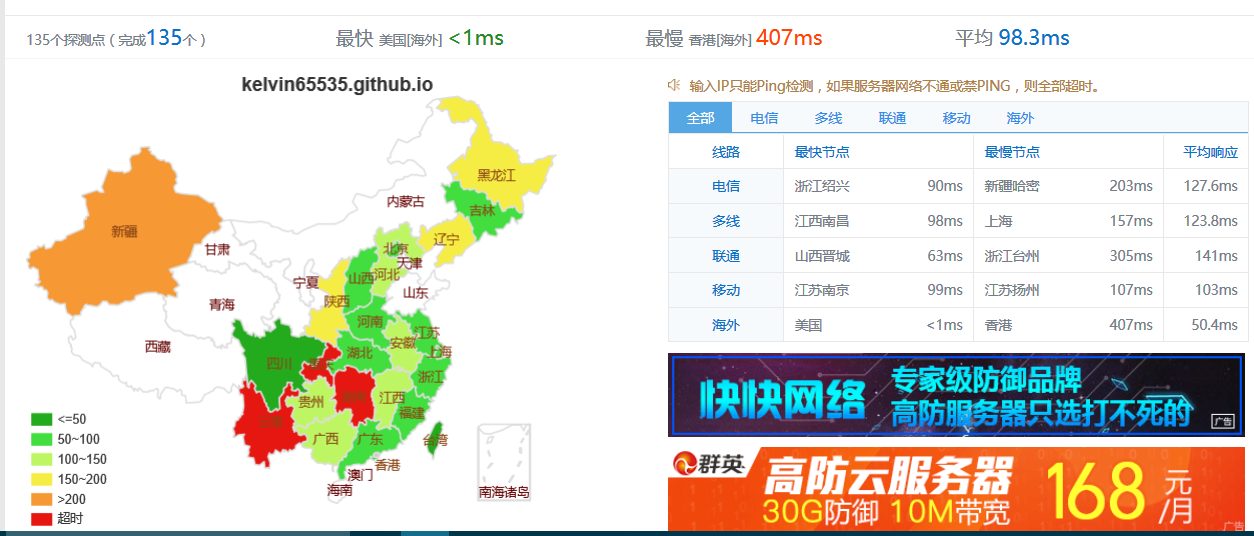 135个探测点（完成135个）
最快 美国[海外] <1ms
最慢 香港[海外] 407ms
平均 98.3ms
kelvin65535.github.io
黑龙江
内蒙古
吉林
新疆
辽宁
甘肃
北京
天津
河北
山西
宁夏
山东
陕西
青海
河南
江苏
安徽
上海
西藏
湖北
四川
浙江
江西
贵州
福建
广西
广东
台湾
香港
澳门
海南
南海诸岛
<=50
50~100
100~150
150~200
>200
超时
输入IP只能Ping检测，如果服务器网络不通或禁PING，则全部超时。
全部 电信 多线 联通 移动 海外
线路 最快节点 最慢节点 平均响应
电信 浙江绍兴 90ms 新疆哈密 203ms 127.6ms
多线 江西南昌 98ms 上海 157ms 123.8ms
联通 山西晋城 63ms 浙江台州 305ms 141ms
移动 江苏南京 99ms 江苏扬州 107ms 103ms
海外 美国 <1ms 香港 407ms 50.4ms
快快网络
专家级防御品牌
高防服务器只选打不死的
广告
群英
高防云服务器
30G防御 10M带宽
168元/月
广告